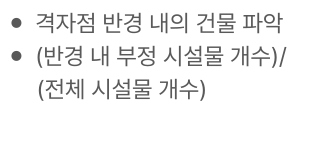 • 격자점 반경 내의 건물 파악
• (반경 내 부정 시설물 개수)/
(전체 시설물 개수)